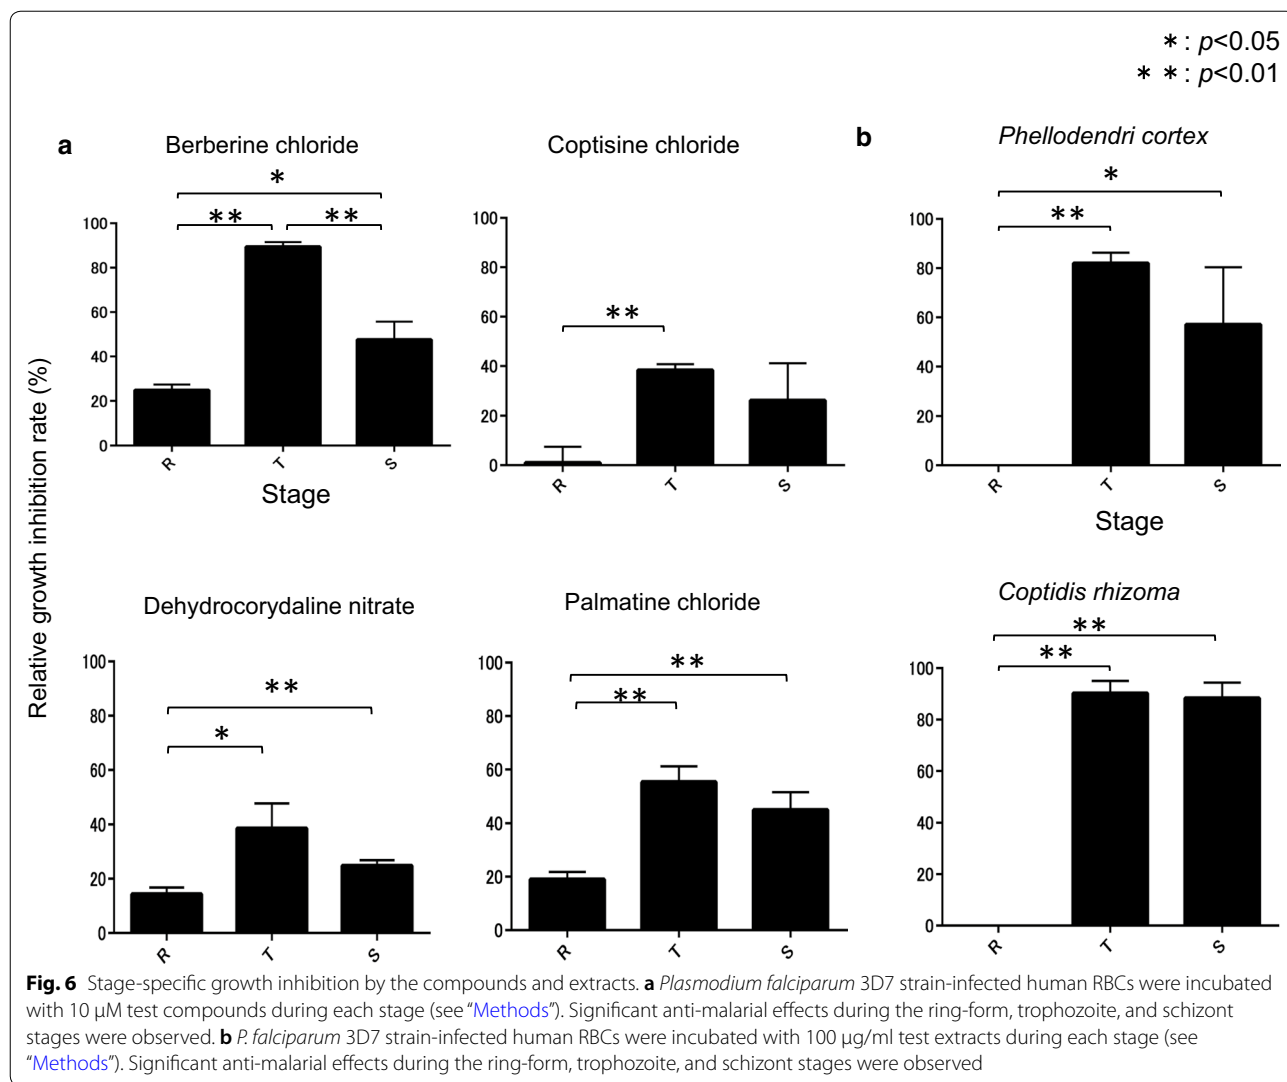 *: p<0.05
* *: p<0.01
a
Berberine chloride
*
**
**
100
80
60
40
20
0
R
T
S
Stage
Relative growth inhibition rate (%)
Coptisine chloride
**
100
80
60
40
20
0
R
T
S
b
Phellodendri cortex
*
**
100
80
60
40
20
0
R
T
S
Stage
Dehydrocorydaline nitrate
**
*
100
80
60
40
20
0
R
T
S
Palmatine chloride
**
**
100
80
60
40
20
0
R
T
S
Coptidis rhizoma
**
**
100
80
60
40
20
0
R
T
S
Fig. 6 Stage-specific growth inhibition by the compounds and extracts. a Plasmodium falciparum 3D7 strain-infected human RBCs were incubated
with 10 µM test compounds during each stage (see “Methods”). Significant anti-malarial effects during the ring-form, trophozoite, and schizont
stages were observed. b P. falciparum 3D7 strain-infected human RBCs were incubated with 100 µg/ml test extracts during each stage (see
“Methods”). Significant anti-malarial effects during the ring-form, trophozoite, and schizont stages were observed